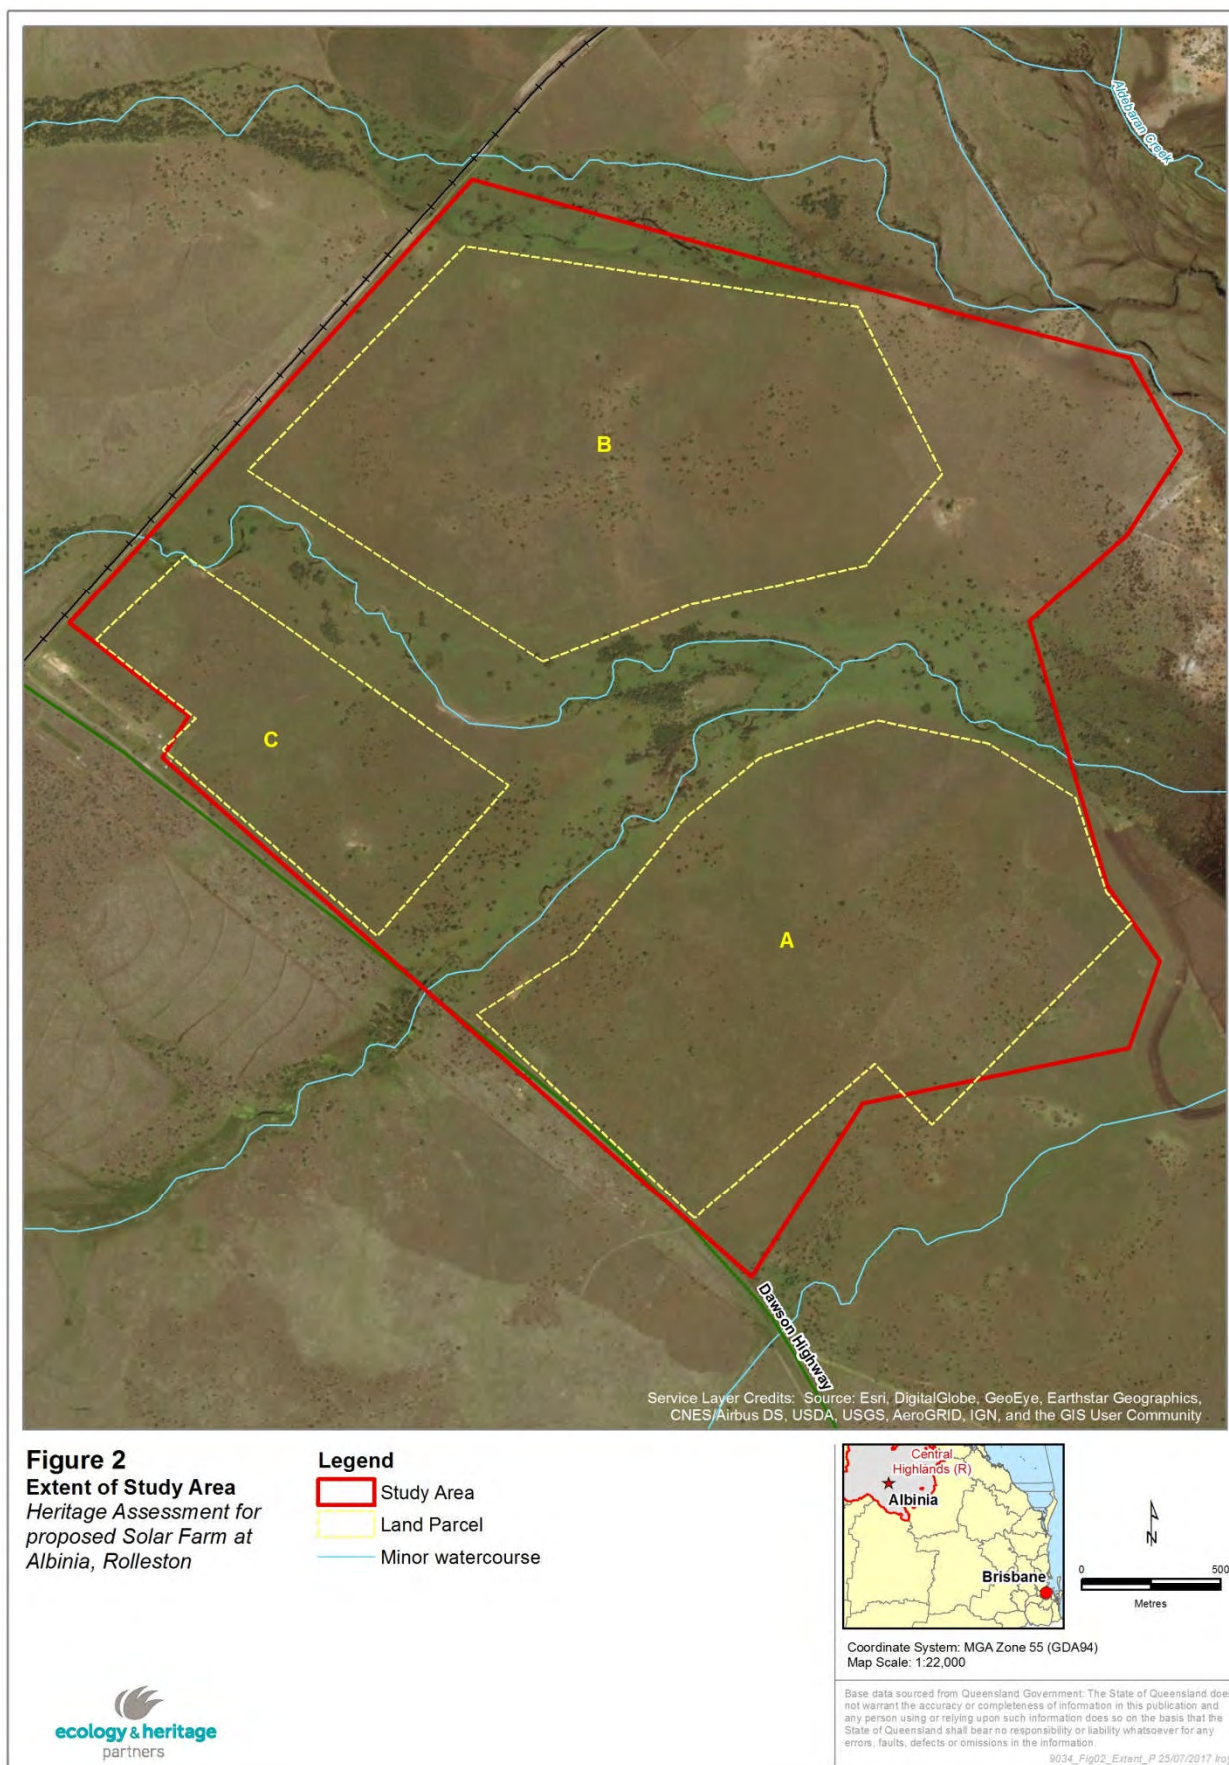 Aldebaran Creek
B
C
A
Dawson Highway
Service Layer Credits: Source: Esri, DigitalGlobe, GeoEye, Earthstar Geographics,
CNES/Airbus DS, USDA, USGS, AeroGRID, IGN, and the GIS User Community
Figure 2
Extent of Study Area
Heritage Assessment for
proposed Solar Farm at
Albinia, Rolleston
Legend
Study Area
Land Parcel
Minor watercourse
Central
Highlands (R)
Albinia
Brisbane
N
0 500
Metres
Coordinate System: MGA Zone 55 (GDA94)
Map Scale: 1:22,000
ecology & heritage
partners
Base data sourced from Queensland Government: The State of Queensland does
not warrant the accuracy or completeness of information in this publication and
any person using or relying upon such information does so on the basis that the
State of Queensland shall bear no responsibility or liability whatsoever for any
errors, faults, defects or omissions in the information.
9034_Fig02_Extent_P 25/07/2017